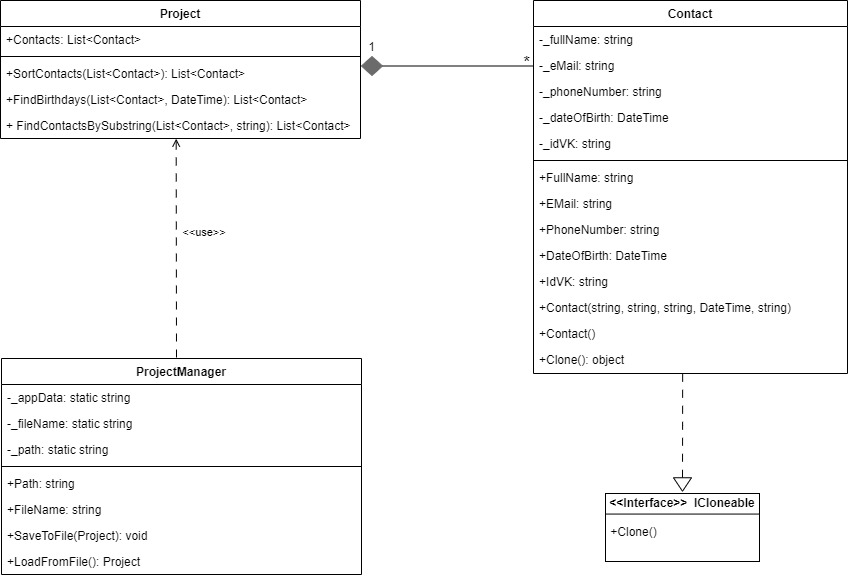 Project
+Contacts: List<Contact>
+SortContacts(List<Contact>): List<Contact>
+FindBirthdays(List<Contact>, DateTime): List<Contact>
+ FindContactsBySubstring(List<Contact>, string): List<Contact>
1
*
Contact
-_fullName: string
-_eMail: string
-_phoneNumber: string
-_dateOfBirth: DateTime
-_idVK: string
+FullName: string
+EMail: string
+PhoneNumber: string
+DateOfBirth: DateTime
+IdVK: string
+Contact(string, string, string, DateTime, string)
+Contact()
+Clone(): object
<<use>>
ProjectManager
-_appData: static string
-_fileName: static string
-_path: static string
+Path: string
+FileName: string
+SaveToFile(Project): void
+LoadFromFile(): Project
<<Interface>> ICloneable
+Clone()